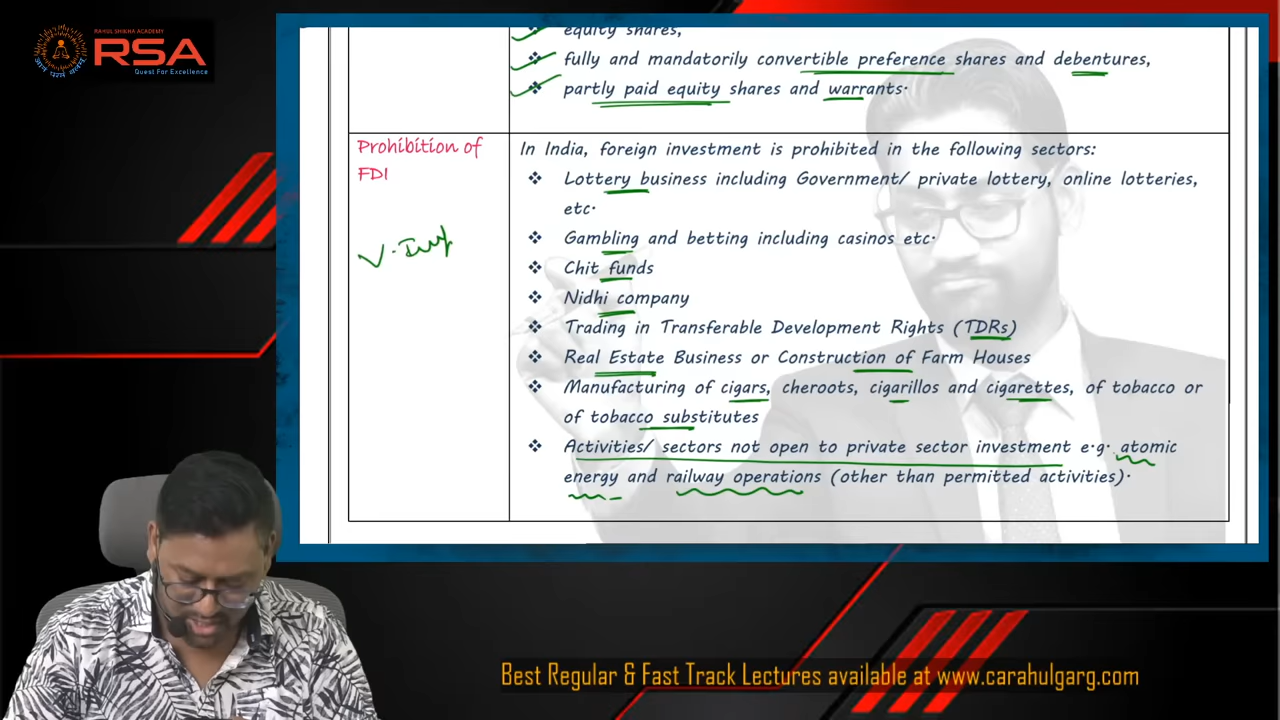 RAHUL SHIKHA ACADEMY
RSA
Quest For Excellence
equity shares,
❖ fully and mandatorily convertible preference shares and debentures,
❖ partly paid equity shares and warrants.
Prohibition of
FDI
V. Imp
In India, foreign investment is prohibited in the following sectors:
❖ Lottery business including Government/ private lottery, online lotteries,
etc.
❖ Gambling and betting including casinos etc.
❖ Chit funds
❖ Nidhi company
❖ Trading in Transferable Development Rights (TDRs)
❖ Real Estate Business or Construction of Farm Houses
❖ Manufacturing of cigars, cheroots, cigarillos and cigarettes, of tobacco or
of tobacco substitutes
❖ Activities/ sectors not open to private sector investment e.g. atomic
energy and railway operations (other than permitted activities).
Best Regular & Fast Track Lectures available at www.carahulgarg.com